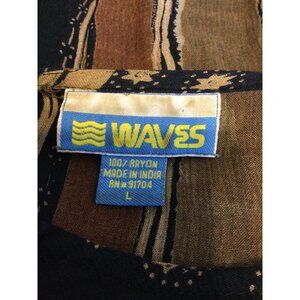 WAVES
100% RAYON
MADE IN INDIA
RN# 91704
L